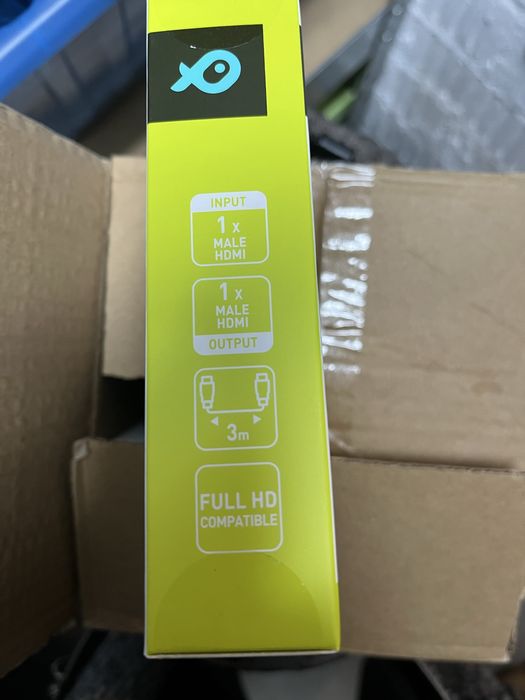 INPUT
1 x
MALE
HDMI
1 x
MALE
HDMI
OUTPUT
3m
FULL HD
COMPATIBLE